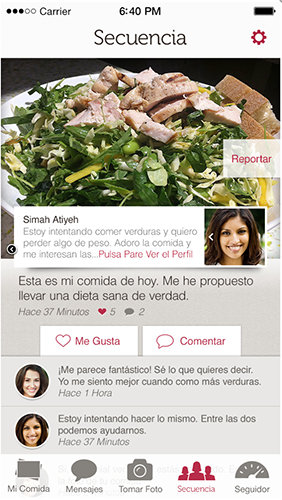 Carrier 6:40 PM
Secuencia
Reportar
Simah Atiyeh
Estoy intentando comer verduras y quiero
perder algo de peso. Adoro la comida y
me interesan las...Pulsa Pare Ver el Perfil
Esta es mi comida de hoy. Me he propuesto
llevar una dieta sana de verdad.
Hace 37 Minutos 5 2
Me Gusta Comentar
¡Me parece fantástico! Sé lo que quieres decir.
Yo me siento mejor cuando como más verduras.
Hace 1 Hora
Estoy intentando hacer lo mismo. Entre las dos
podemos ayudarnos.
Hace 37 Minutos
Mi Comida Mensajes Tomar Foto Secuencia Seguidor